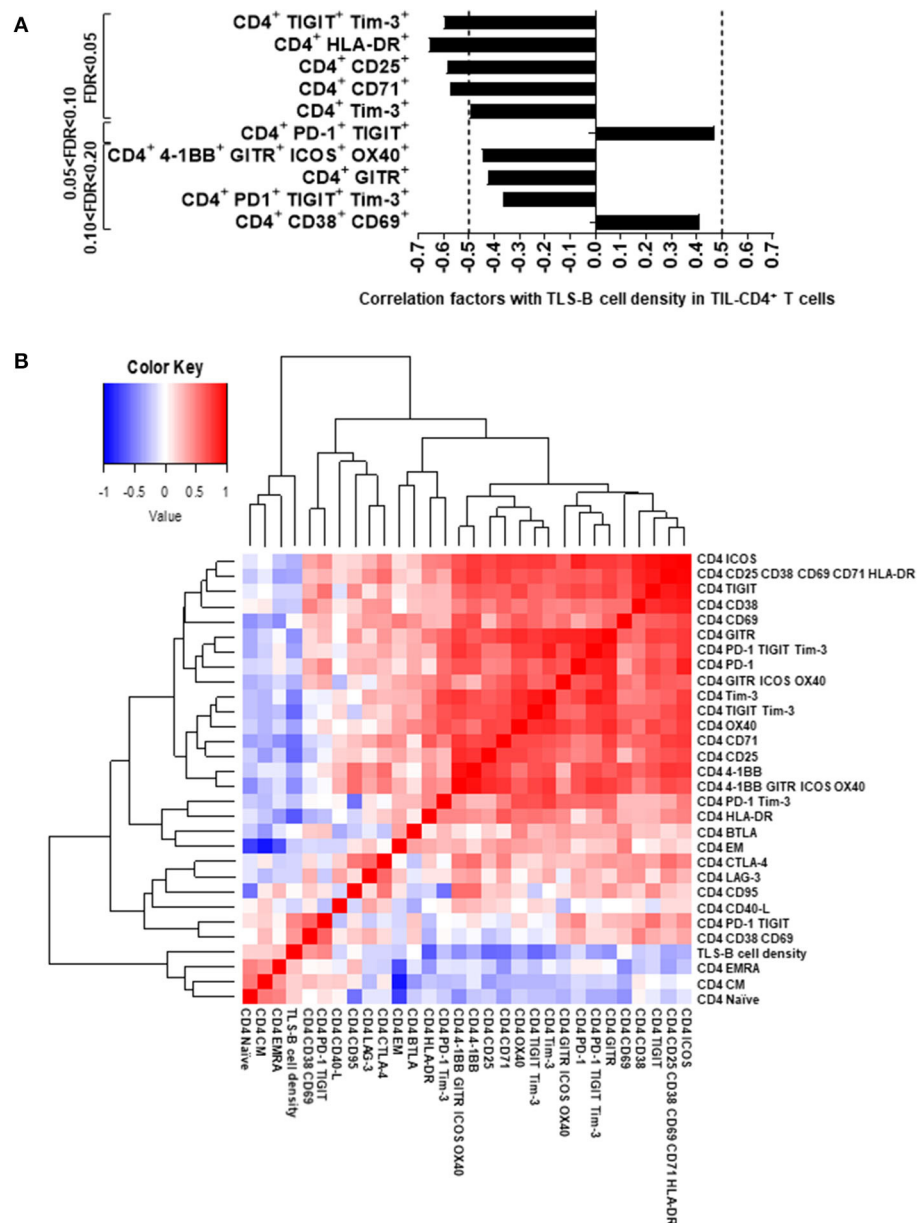 A
CD4⁺ TIGIT⁺ Tim-3⁺
CD4⁺ HLA-DR⁺
CD4⁺ CD25⁺
CD4⁺ CD71⁺
CD4⁺ Tim-3⁺
CD4⁺ PD-1⁺ TIGIT⁺
CD4⁺ 4-1BB⁺ GITR⁺ ICOS⁺ OX40⁺
CD4⁺ GITR⁺
CD4⁺ PD1⁺ TIGIT⁺ Tim-3⁺
CD4⁺ CD38⁺ CD69⁺
FDR<0.05
0.05<FDR<0.10
0.10<FDR<0.20
-0.7 -0.6 -0.5 -0.4 -0.3 -0.2 -0.1 0.0 0.1 0.2 0.3 0.4 0.5 0.6 0.7
Correlation factors with TLS-B cell density in TIL-CD4⁺ T cells
B
Color Key
-1 -0.5 0 0.5 1
Value
CD4 ICOS
CD4 CD25 CD38 CD69 CD71 HLA-DR
CD4 TIGIT
CD4 CD38
CD4 CD69
CD4 GITR
CD4 PD-1 TIGIT Tim-3
CD4 PD-1
CD4 GITR ICOS OX40
CD4 Tim-3
CD4 TIGIT Tim-3
CD4 OX40
CD4 CD71
CD4 CD25
CD4 4-1BB
CD4 4-1BB GITR ICOS OX40
CD4 PD-1 Tim-3
CD4 HLA-DR
CD4 BTLA
CD4 EM
CD4 CTLA-4
CD4 LAG-3
CD4 CD95
CD4 CD40-L
CD4 PD-1 TIGIT
CD4 CD38 CD69
TLS-B cell density
CD4 EMRA
CD4 CM
CD4 Naïve
CD4 Naïve
CD4 CM
CD4 EMRA
TLS-B cell density
CD4 CD38 CD69
CD4 PD-1 TIGIT
CD4 CD40-L
CD4 CD95
CD4 LAG-3
CD4 CTLA-4
CD4 EM
CD4 BTLA
CD4 HLA-DR
CD4 PD-1 Tim-3
CD4 4-1BB GITR ICOS OX40
CD4 4-1BB
CD4 CD25
CD4 CD71
CD4 OX40
CD4 TIGIT Tim-3
CD4 Tim-3
CD4 GITR ICOS OX40
CD4 PD-1
CD4 PD-1 TIGIT Tim-3
CD4 GITR
CD4 CD69
CD4 CD38
CD4 TIGIT
CD4 CD25 CD38 CD69 CD71 HLA-DR
CD4 ICOS